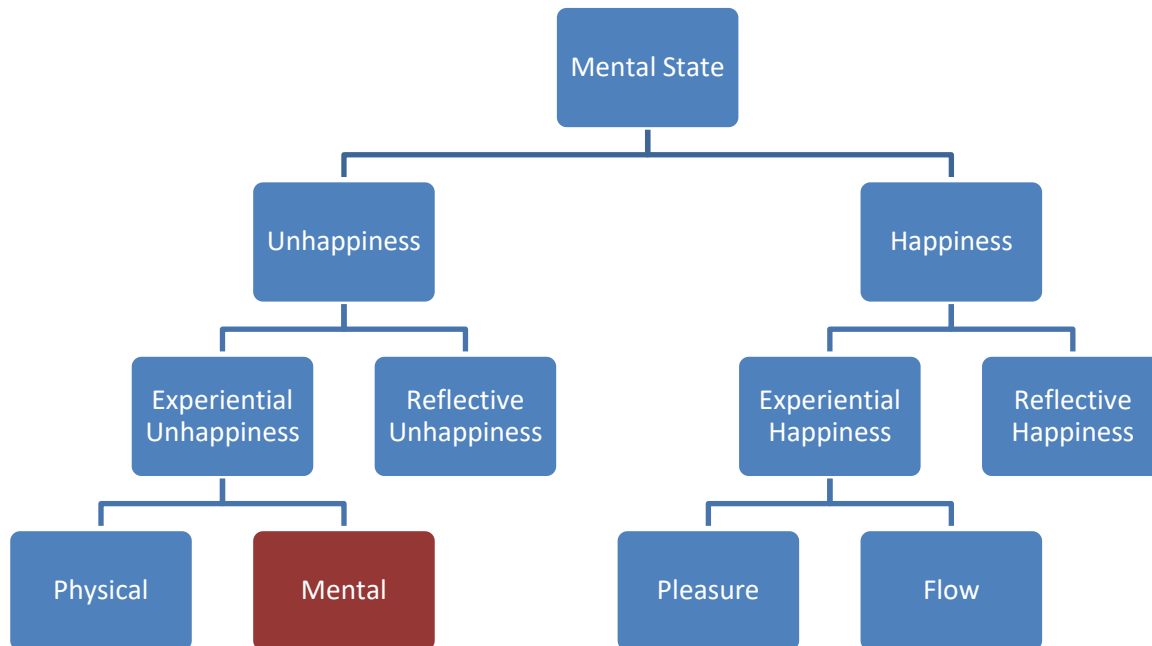 Mental State
Unhappiness
Happiness
Experiential
Unhappiness
Reflective
Unhappiness
Experiential
Happiness
Reflective
Happiness
Physical
Mental
Pleasure
Flow